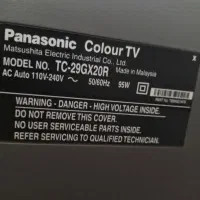 Panasonic Colour TV
Matsushita Electric Industrial Co., Ltd.
Made in Malaysia
MODEL NO. TC-29GX20R
AC Auto 110V-240V ~ 50/60Hz 95W
WARNING - DANGER - HIGH VOLTAGE INSIDE.
DO NOT REMOVE THIS COVER.
NO USER-SERVICEABLE PARTS INSIDE.
REFER SERVICING TO QUALIFIED TECHNICIAN.
X